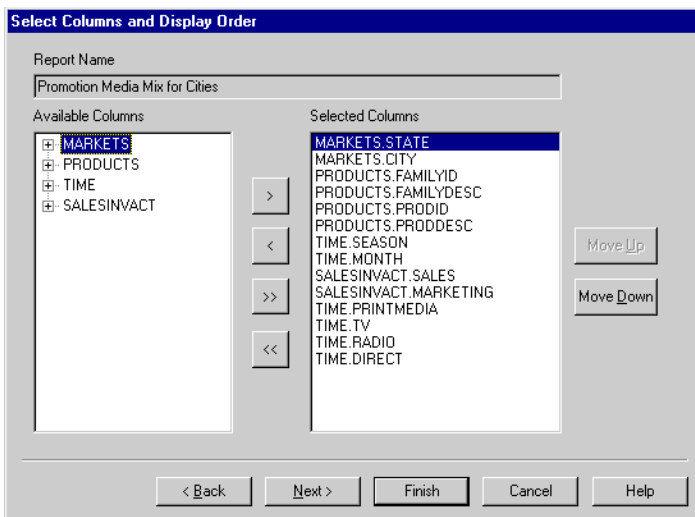 Select Columns and Display Order
Report Name
Promotion Media Mix for Cities
Available Columns
MARKETS
PRODUCTS
TIME
SALESINVACT
>
<
>>
<<
Selected Columns
MARKETS.STATE
MARKETS.CITY
PRODUCTS.FAMILYID
PRODUCTS.FAMILYDESC
PRODUCTS.PRODID
PRODUCTS.PRODDESC
TIME.SEASON
TIME.MONTH
SALESINVACT.SALES
SALESINVACT.MARKETING
TIME.PRINTMEDIA
TIME.TV
TIME.RADIO
TIME.DIRECT
Move Up
Move Down
< Back
Next >
Finish
Cancel
Help